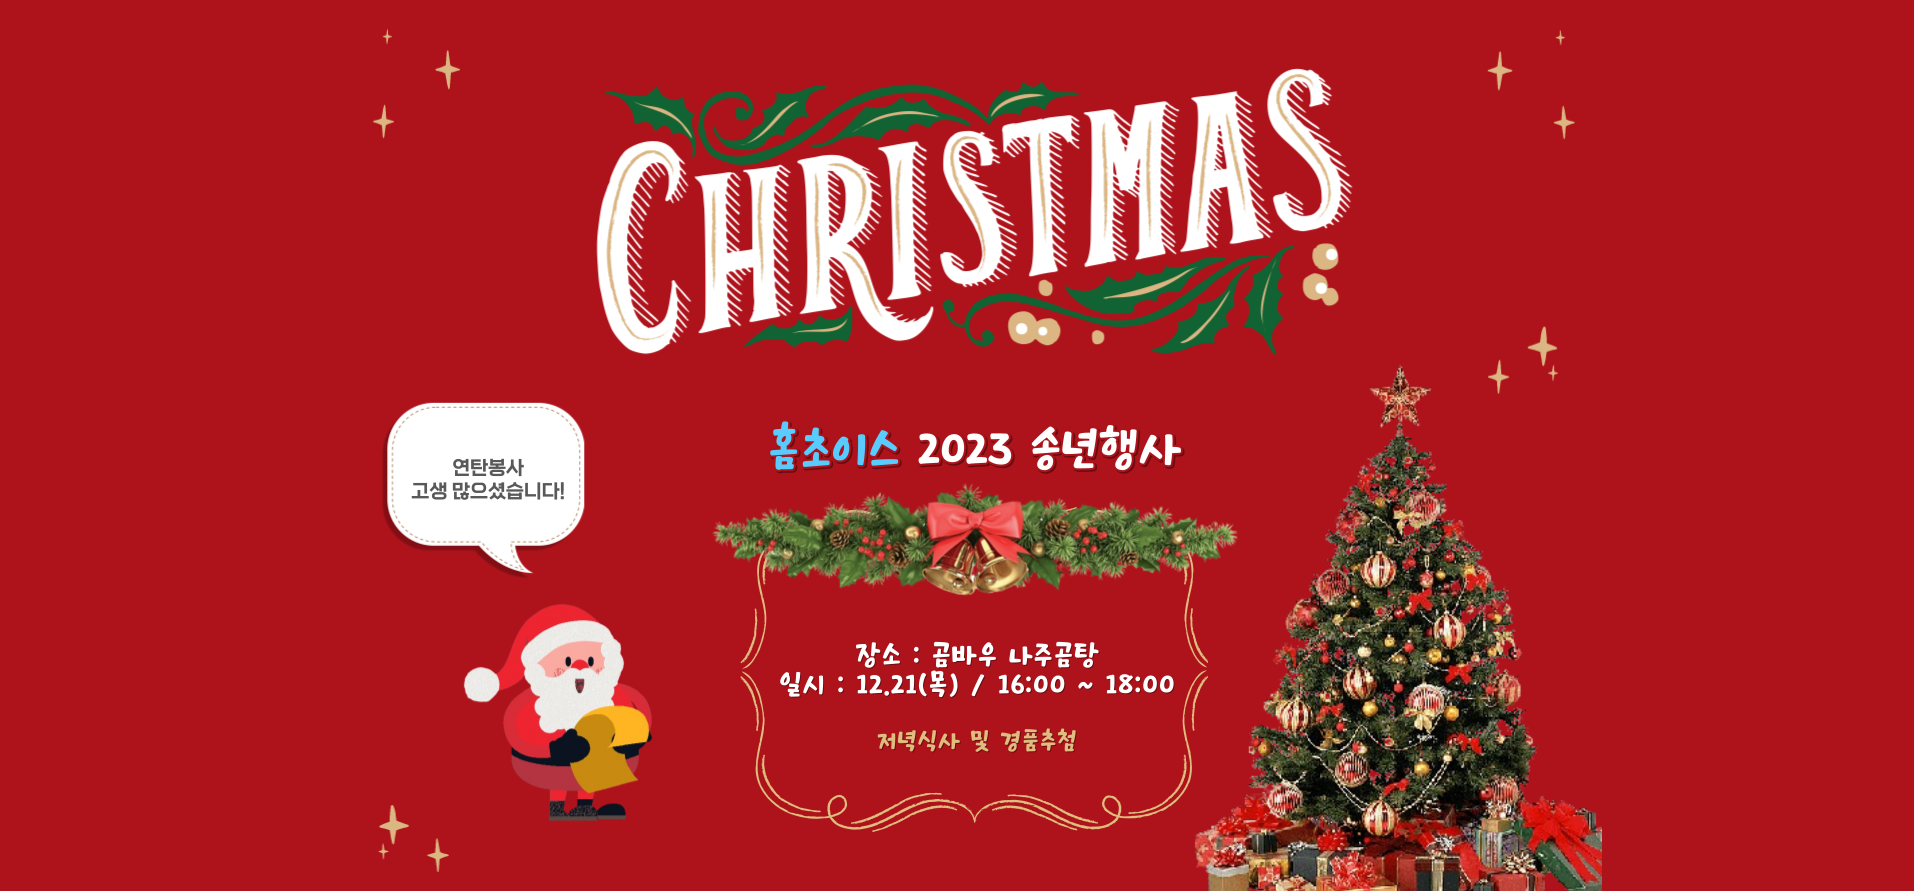 CHRISTMAS
홈초이스 2023 송년행사
연탄봉사
고생 많으셨습니다!
장소 : 곰바우 나주곰탕
일시 : 12.21(목) / 16:00 ~ 18:00
저녁식사 및 경품추첨